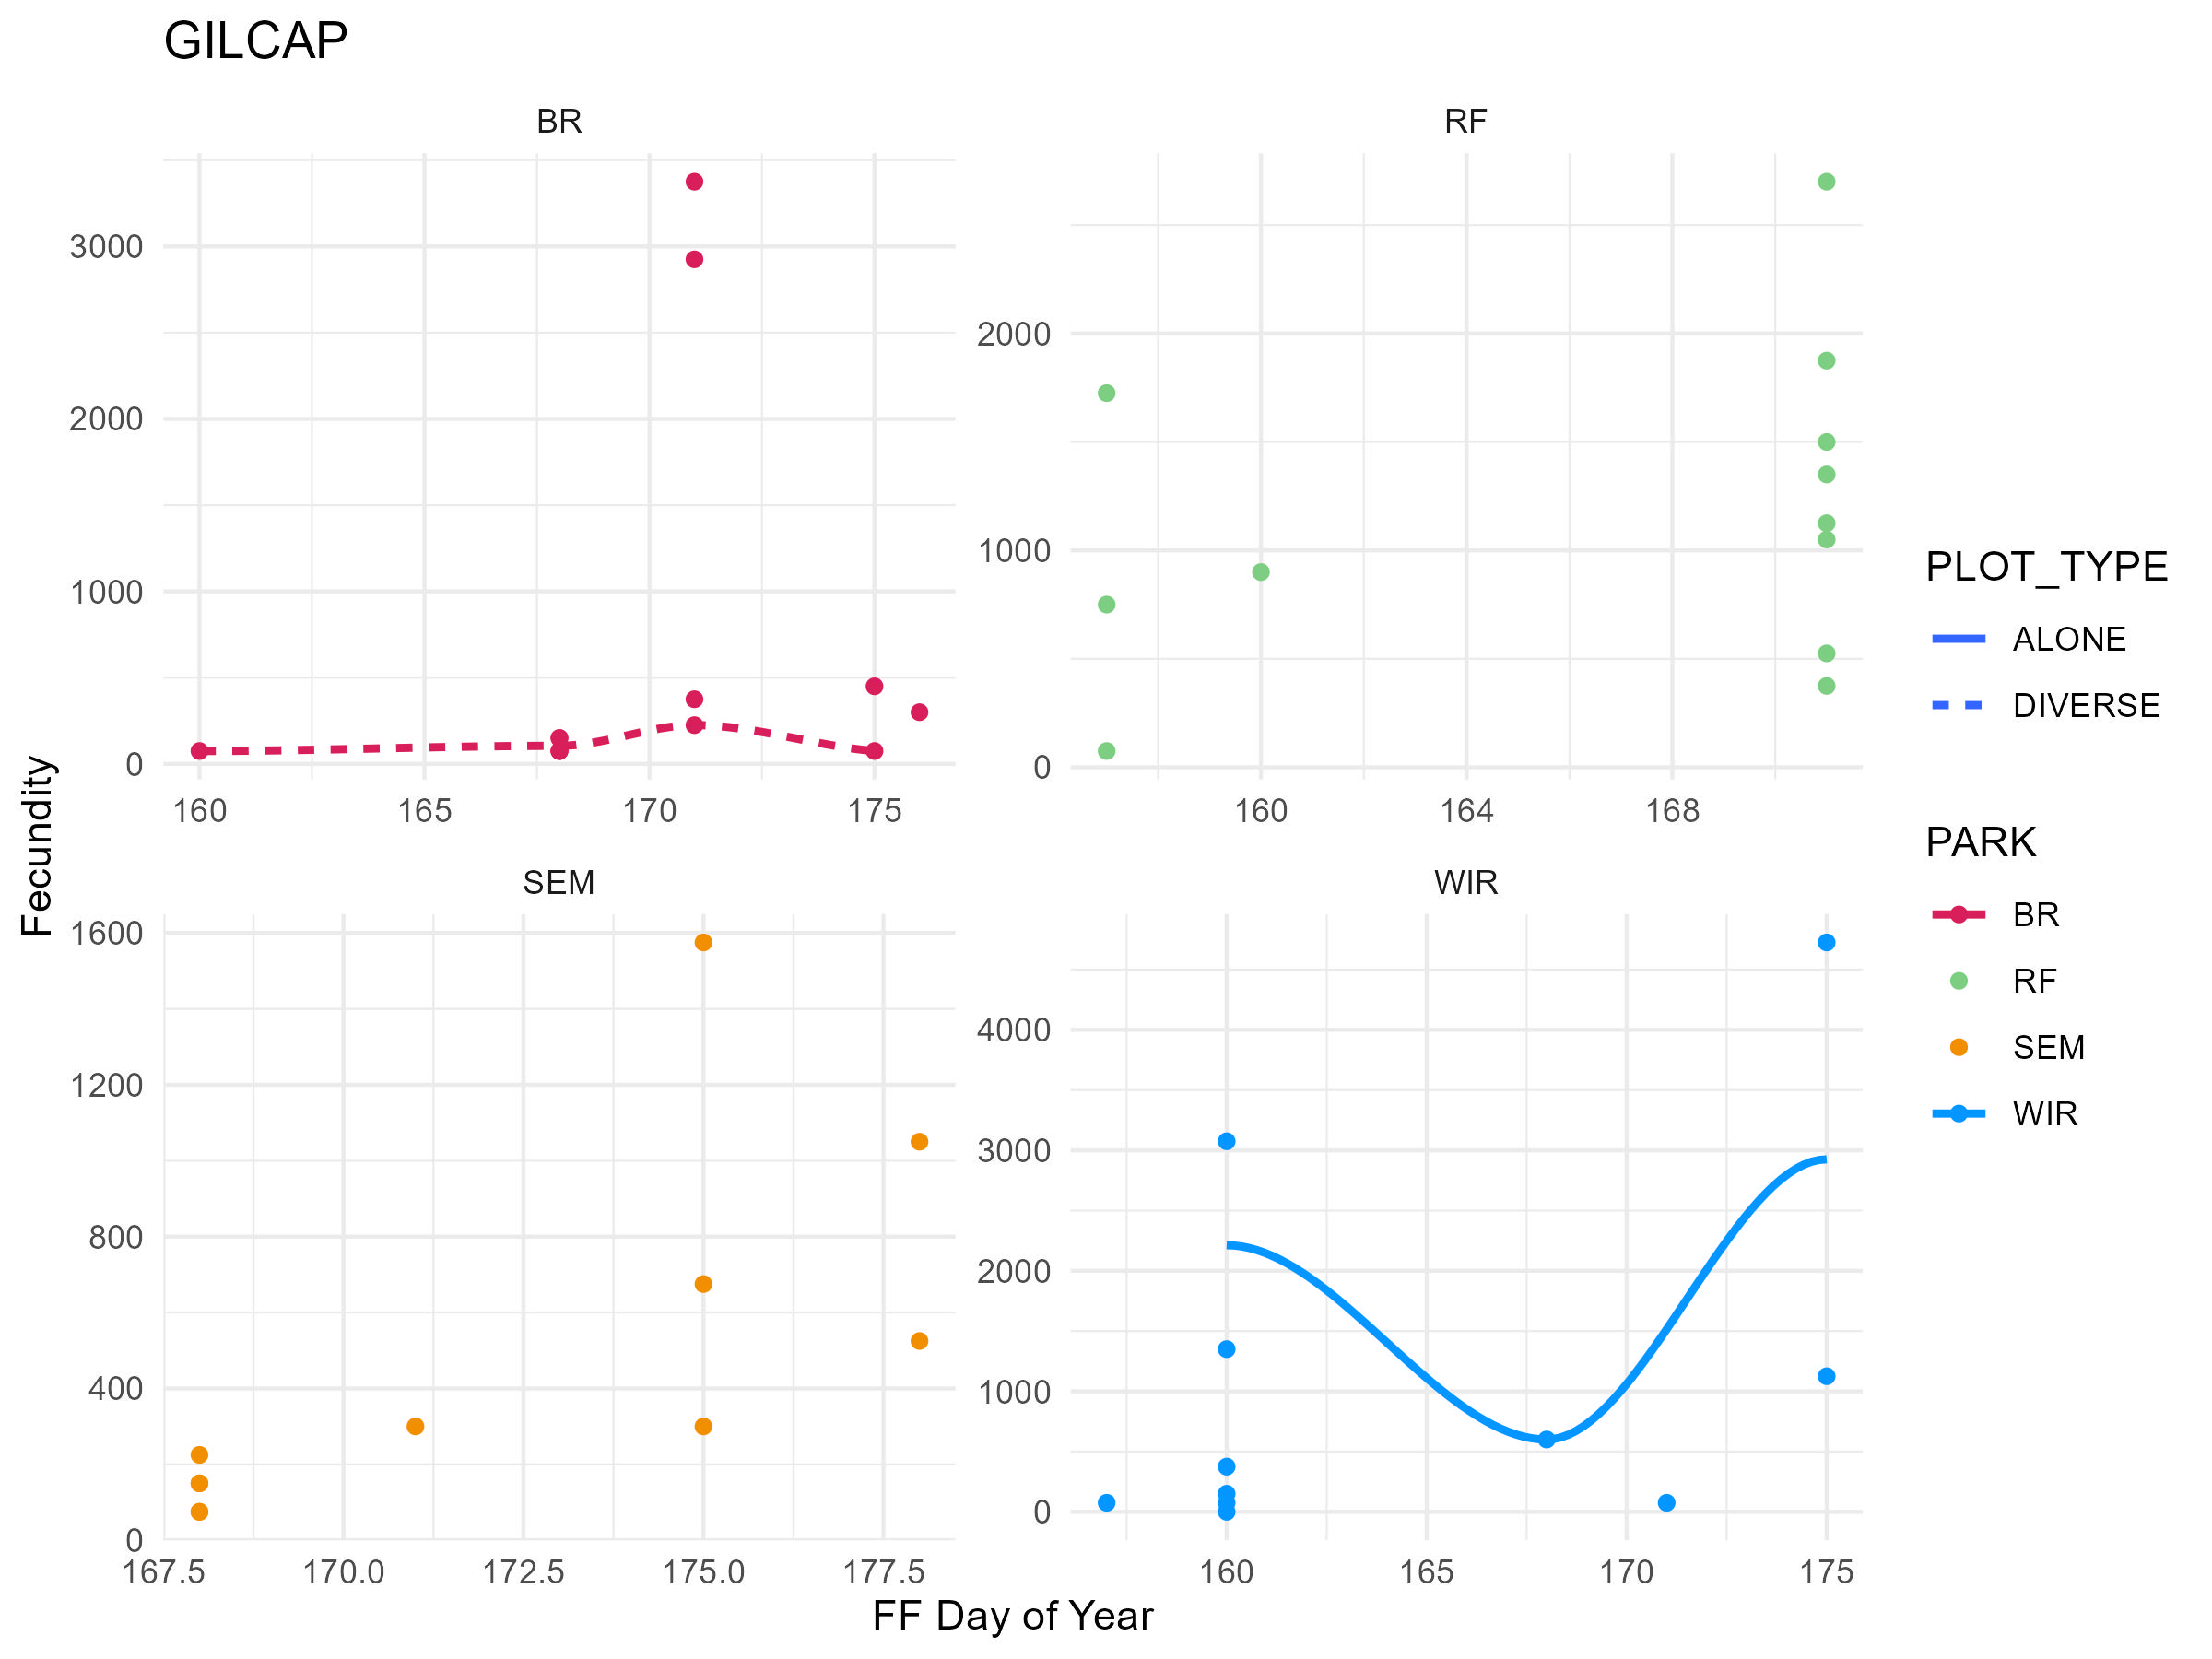 GILCAP
BR
RF
3000
2000
1000
0
160 165 170 175
2000
1000
0
160 164 168
SEM
WIR
1600
1200
800
400
0
167.5 170.0 172.5 175.0 177.5
4000
3000
2000
1000
0
160 165 170 175
Fecundity
FF Day of Year
PLOT_TYPE
ALONE
DIVERSE
PARK
BR
RF
SEM
WIR